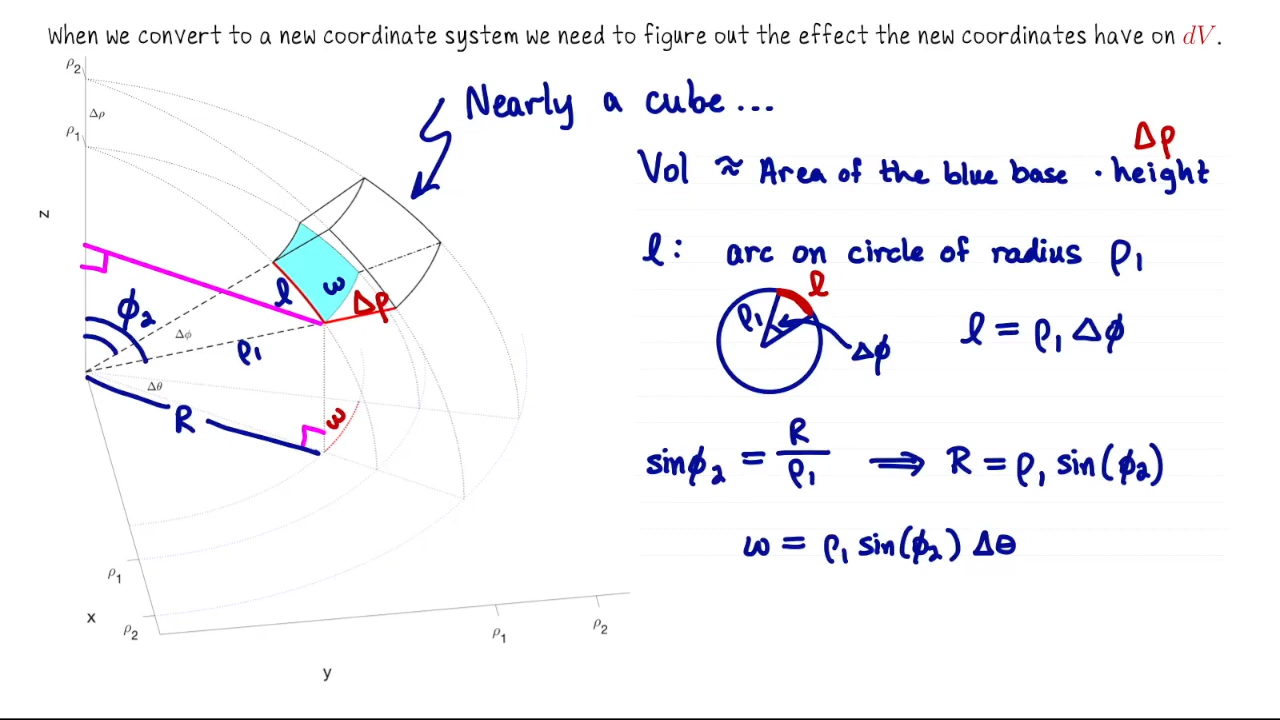 When we convert to a new coordinate system we need to figure out the effect the new coordinates have on dV.
ρ₂
Δρ
ρ₁
z
Nearly a cube...
Δρ
Vol ≈ Area of the blue base · height
l: arc on circle of radius ρ₁
l
ρ₁
Δφ
l = ρ₁ Δφ
l
w
Δρ
ϕ₂
Δϕ
ρ₁
Δθ
R
w
sinϕ₂ = R/ρ₁ ⟹ R = ρ₁ sin(ϕ₂)
w = ρ₁ sin(ϕ₂) Δθ
ρ₁
x
ρ₂
ρ₁
ρ₂
y